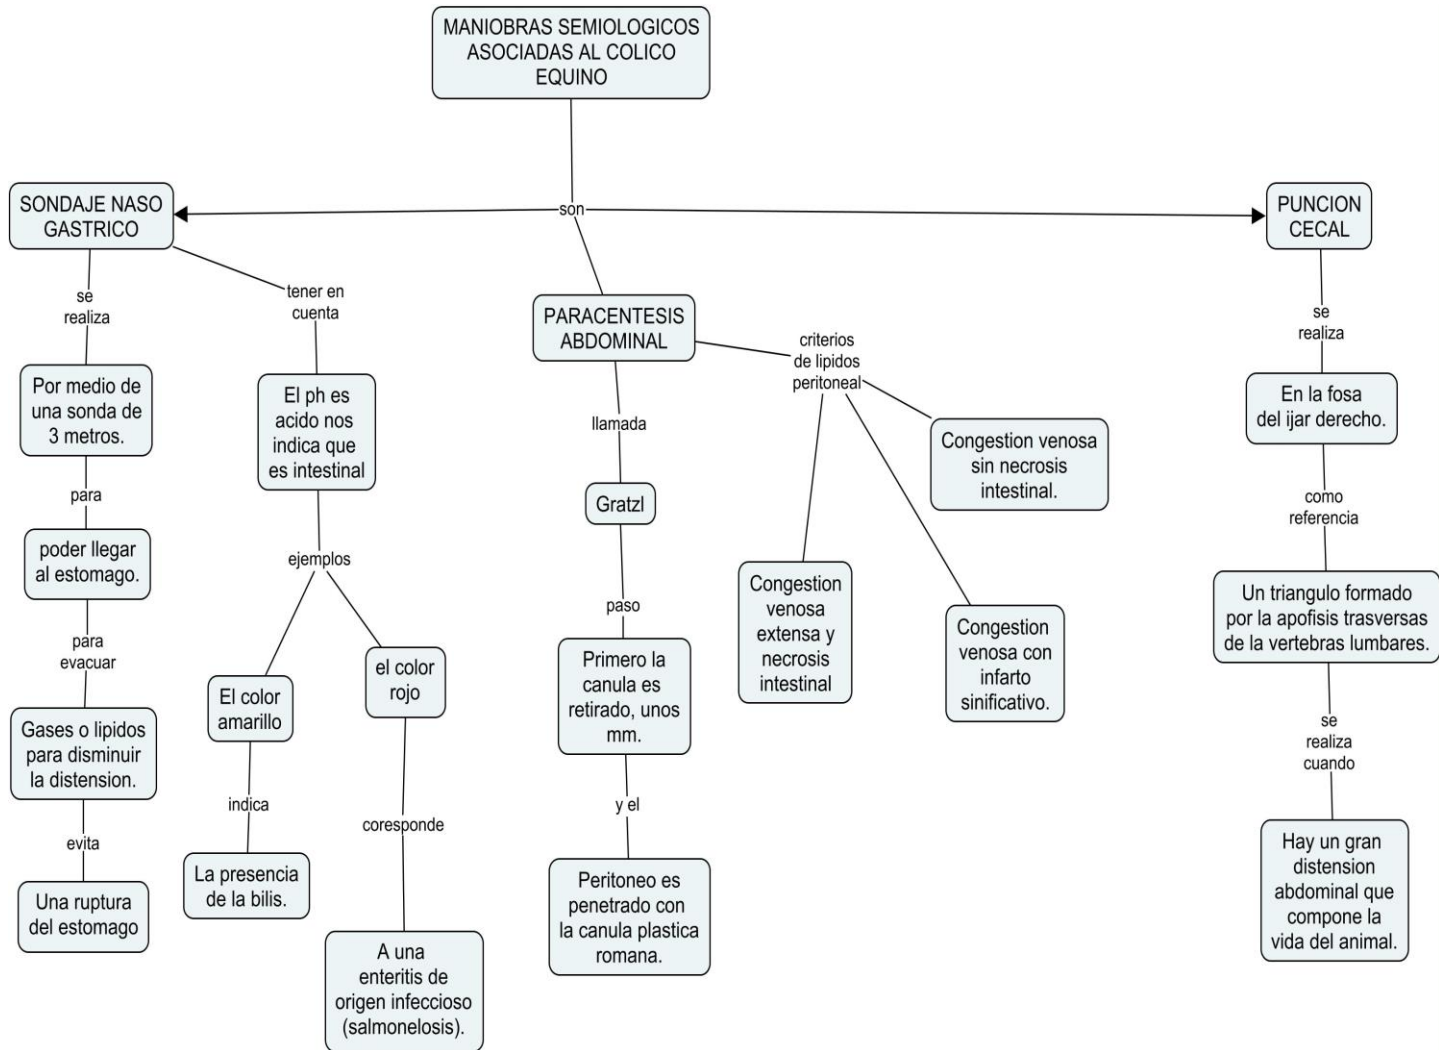 MANIOBRAS SEMIOLOGICOS
ASOCIADAS AL COLICO
EQUINO
son
SONDAJE NASO
GASTRICO
se
realiza
Por medio de
una sonda de
3 metros.
para
poder llegar
al estomago.
para
evacuar
Gases o lipidos
para disminuir
la distension.
evita
Una ruptura
del estomago
tener en
cuenta
El ph es
acido nos
indica que
es intestinal
ejemplos
El color
amarillo
indica
La presencia
de la bilis.
el color
rojo
coresponde
A una
enteritis de
origen infeccioso
(salmonelosis).
PARACENTESIS
ABDOMINAL
llamada
Gratzl
paso
Primero la
canula es
retirado, unos
mm.
y el
Peritoneo es
penetrado con
la canula plastica
romana.
criterios
de lipidos
peritoneal
Congestion
venosa
extensa y
necrosis
intestinal
Congestion
venosa con
infarto
sinificativo.
Congestion venosa
sin necrosis
intestinal.
PUNCION
CECAL
se
realiza
En la fosa
del ijar derecho.
como
referencia
Un triangulo formado
por la apofisis trasversas
de la vertebras lumbares.
se
realiza
cuando
Hay un gran
distension
abdominal que
compone la
vida del animal.